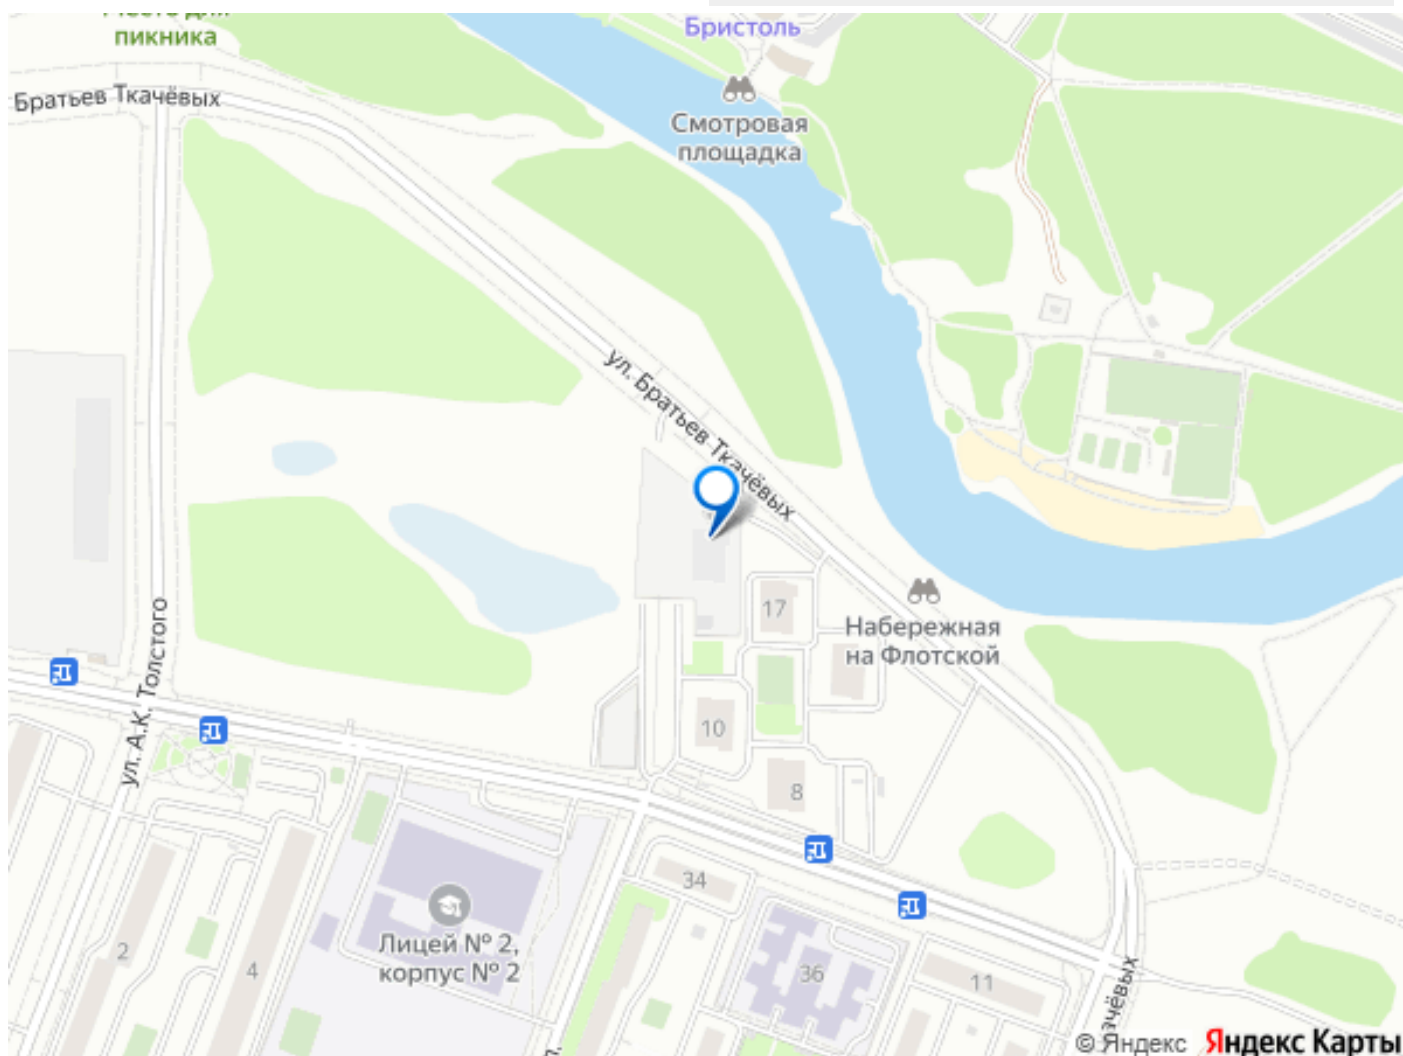 пикника
Бристоль
Братьев Ткачёвых
Смотровая
площадка
ул. Братьев Ткачёвых
17
Набережная
на Флотской
ул. А.К. Толстого
10
8
34
Лицей № 2,
корпус № 2
2
4
36
11
© Яндекс Яндекс Карты